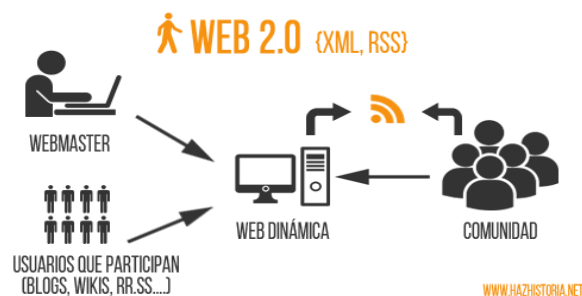 WEB 2.0 {XML, RSS}
WEBMASTER
WEB DINÁMICA
COMUNIDAD
USUARIOS QUE PARTICIPAN
(BLOGS, WIKIS, RR.SS....)
WWW.HAZHISTORIA.NET